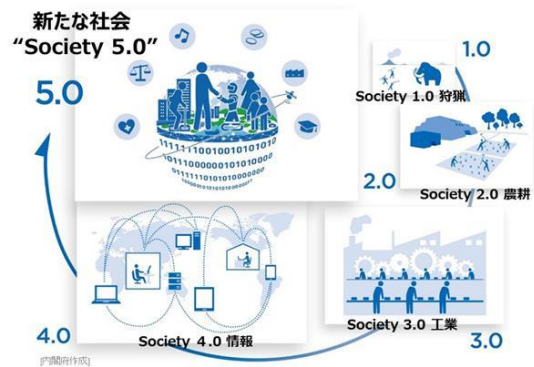 新たな社会
“Society 5.0”
5.0
1.0
Society 1.0 狩猟
2.0
Society 2.0 農耕
Society 3.0 工業
3.0
4.0
Society 4.0 情報
[内閣府作成]